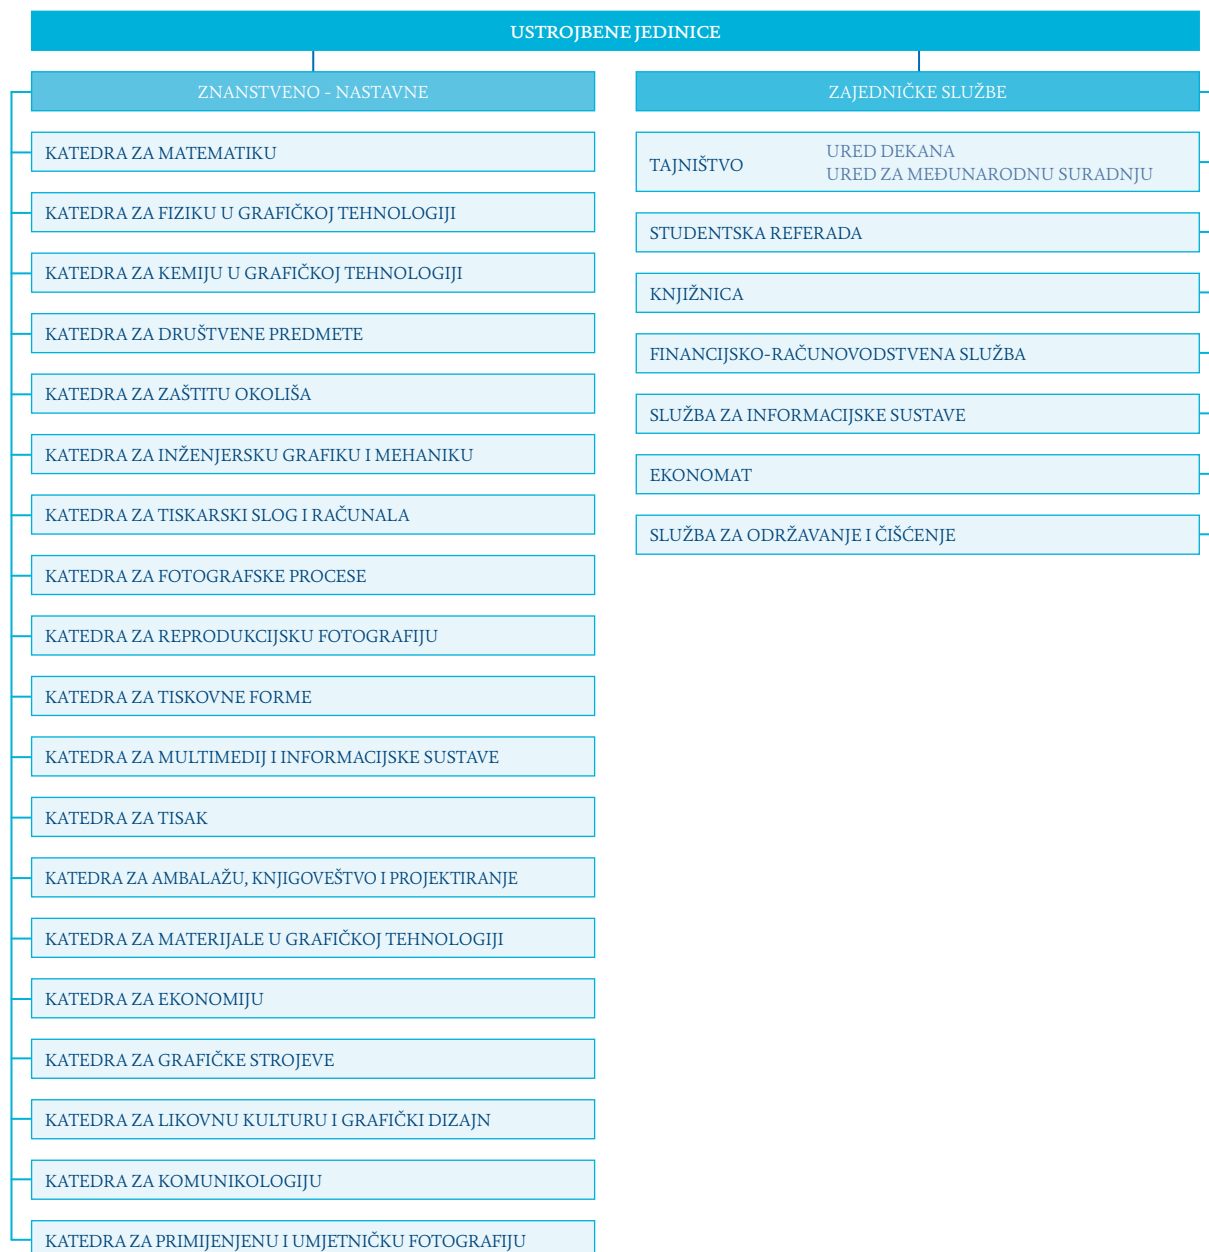 USTROJBENE JEDINICE
ZNANSTVENO - NASTAVNE
KATEDRA ZA MATEMATIKU
KATEDRA ZA FIZIKU U GRAFIČKOJ TEHNOLOGIJI
KATEDRA ZA KEMIJU U GRAFIČKOJ TEHNOLOGIJI
KATEDRA ZA DRUŠTVENE PREDMETE
KATEDRA ZA ZAŠTITU OKOLIŠA
KATEDRA ZA INŽENJERSKU GRAFIKU I MEHANIKU
KATEDRA ZA TISKARSKI SLOG I RAČUNALA
KATEDRA ZA FOTOGRAFSKE PROCESE
KATEDRA ZA REPRODUKCIJSKU FOTOGRAFIJU
KATEDRA ZA TISKOVNE FORME
KATEDRA ZA MULTIMEDIJ I INFORMACIJSKE SUSTAVE
KATEDRA ZA TISAK
KATEDRA ZA AMBALAŽU, KNJIGOVEŠTVO I PROJEKTIRANJE
KATEDRA ZA MATERIJALE U GRAFIČKOJ TEHNOLOGIJI
KATEDRA ZA EKONOMIJU
KATEDRA ZA GRAFIČKE STROJEVE
KATEDRA ZA LIKOVNU KULTURU I GRAFIČKI DIZAJN
KATEDRA ZA KOMUNIKOLOGIJU
KATEDRA ZA PRIMIJENJENU I UMJETNIČKU FOTOGRAFIJU
ZAJEDNIČKE SLUŽBE
TAJNIŠTVO
URED DEKANA
URED ZA MEĐUNARODNU SURADNJU
STUDENTSKA REFERADA
KNJIŽNICA
FINANCIJSKO-RAČUNOVODSTVENA SLUŽBA
SLUŽBA ZA INFORMACIJSKE SUSTAVE
EKONOMAT
SLUŽBA ZA ODRŽAVANJE I ČIŠĆENJE